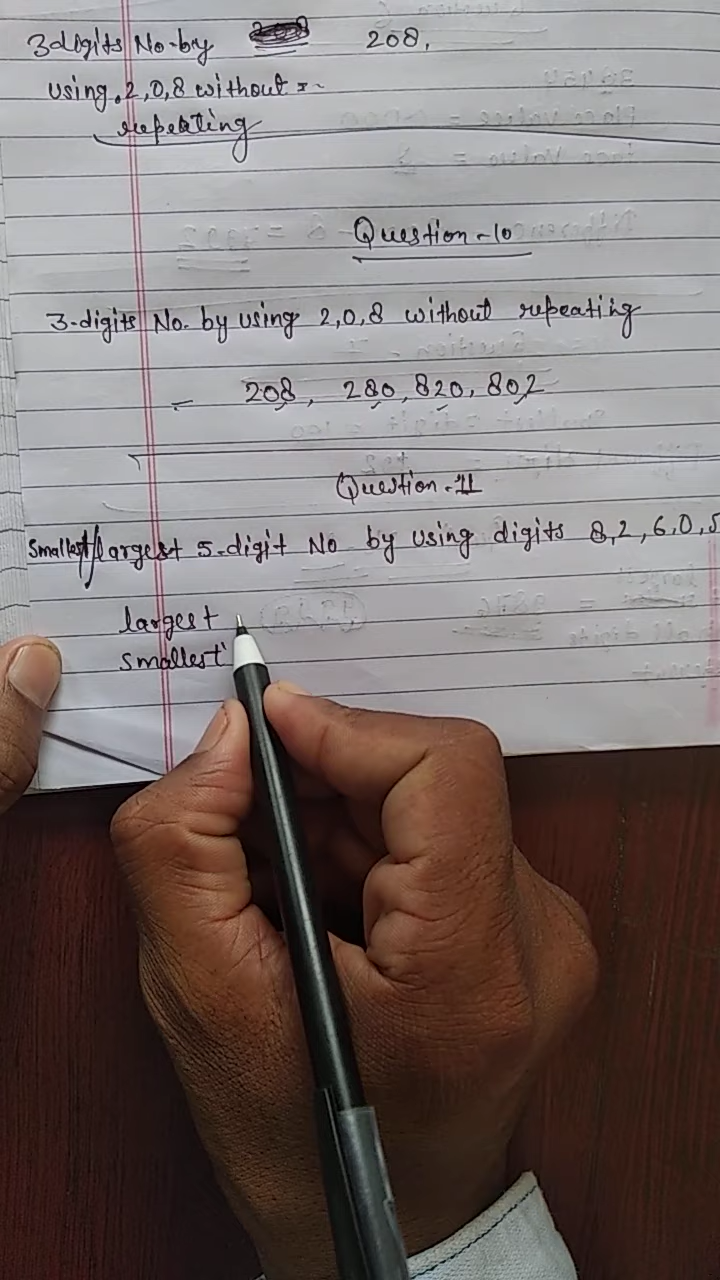 3 digits No. by 208,
using, 2,0,8 without
repeating
Question-10
3-digits No. by using 2,0,8 without repeating
= 208, 280, 820, 802
Question-11
Smallest/largest 5-digit No by using digits 8,2,6,0,5
largest
smallest